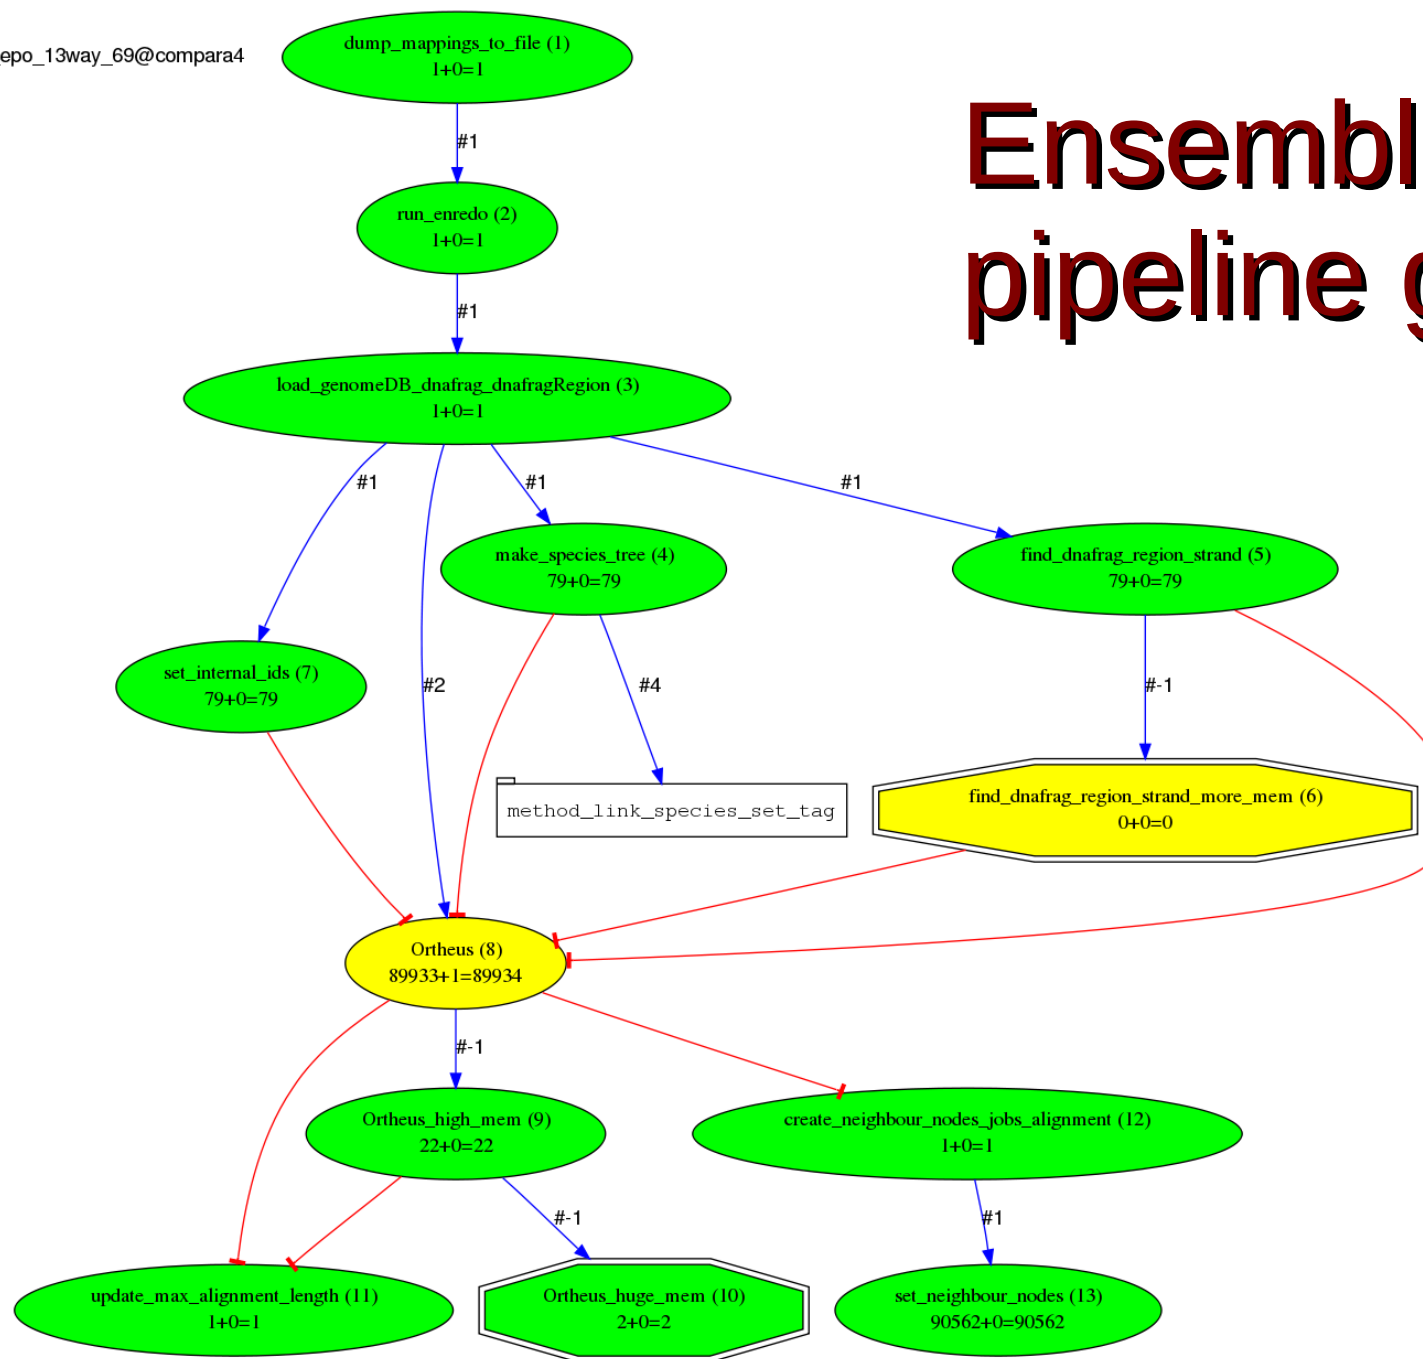 epo_13way_69@compara4
dump_mappings_to_file (1)
1+0=1
Ensembl
pipeline
#1
run_enredo (2)
1+0=1
#1
load_genomeDB_dnafrag_dnafragRegion (3)
1+0=1
#1
#1
#1
make_species_tree (4)
79+0=79
find_dnafrag_region_strand (5)
79+0=79
set_internal_ids (7)
79+0=79
#2
#4
#-1
method_link_species_set_tag
find_dnafrag_region_strand_more_mem (6)
0+0=0
Ortheus (8)
89933+1=89934
#-1
Ortheus_high_mem (9)
22+0=22
create_neighbour_nodes_jobs_alignment (12)
1+0=1
#-1
#1
update_max_alignment_length (11)
1+0=1
Ortheus_huge_mem (10)
2+0=2
set_neighbour_nodes (13)
90562+0=90562